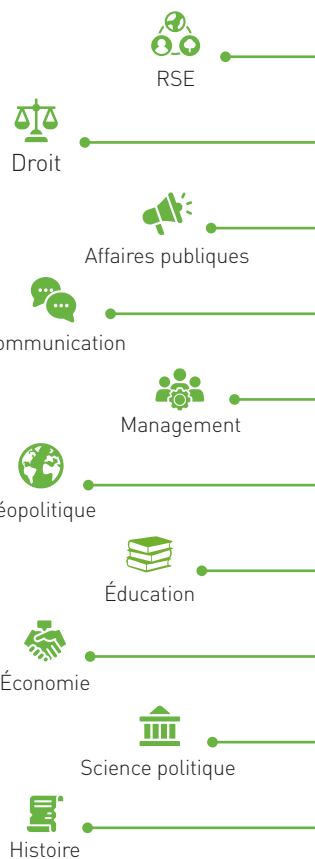 RSE
Droit
Affaires publiques
ommunication
Management
éopolitique
Éducation
Économie
Science politique
Histoire